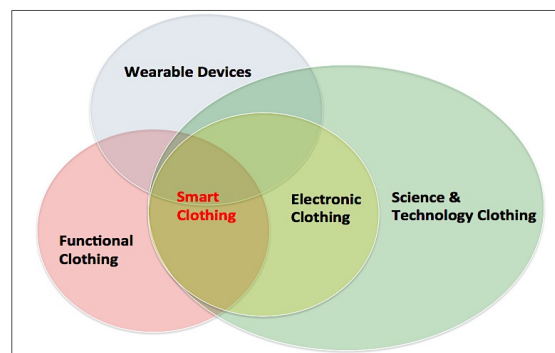 Wearable Devices
Smart
Clothing
Electronic
Clothing
Science &
Technology Clothing
Functional
Clothing